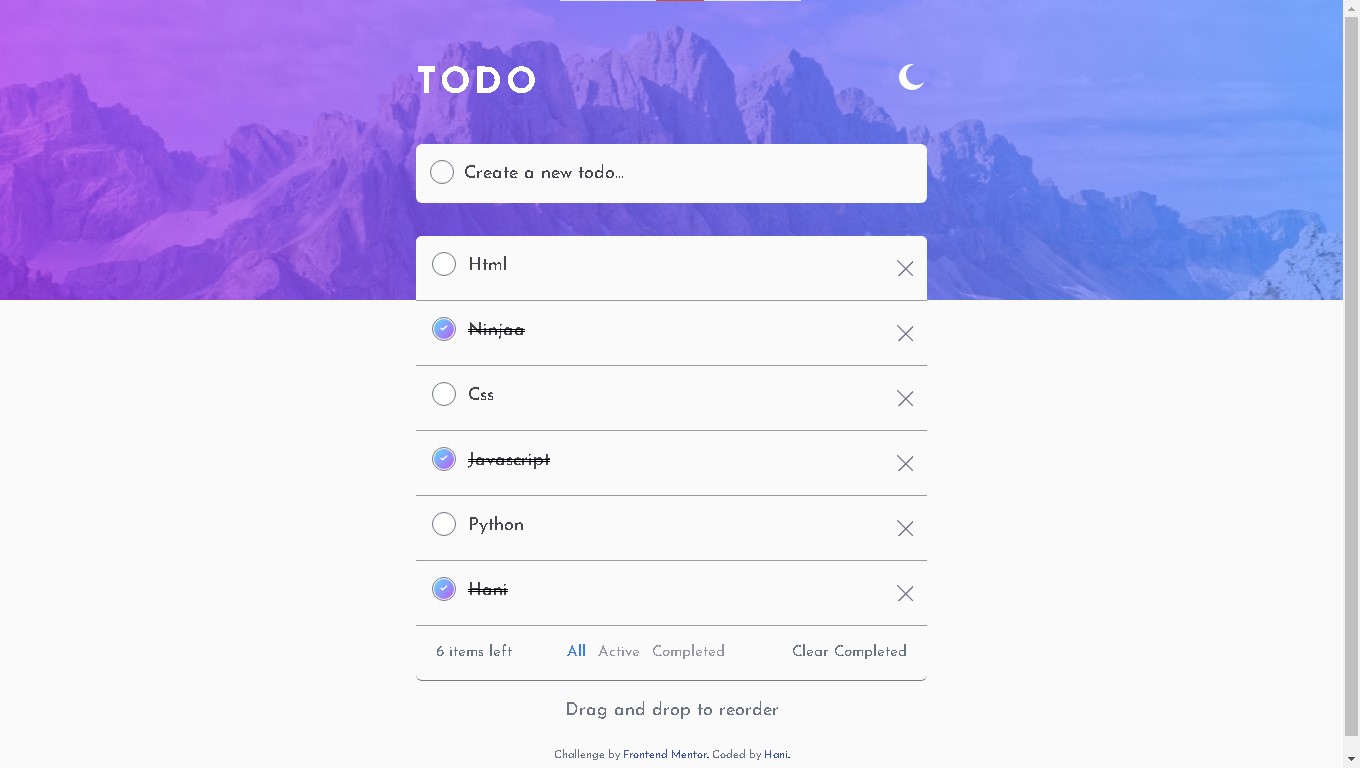 TODO
Create a new todo...
Html
Ninjaa
Css
Javascript
Python
Hani
6 items left All Active Completed Clear Completed
Drag and drop to reorder
Challenge by Frontend Mentor. Coded by Hani.